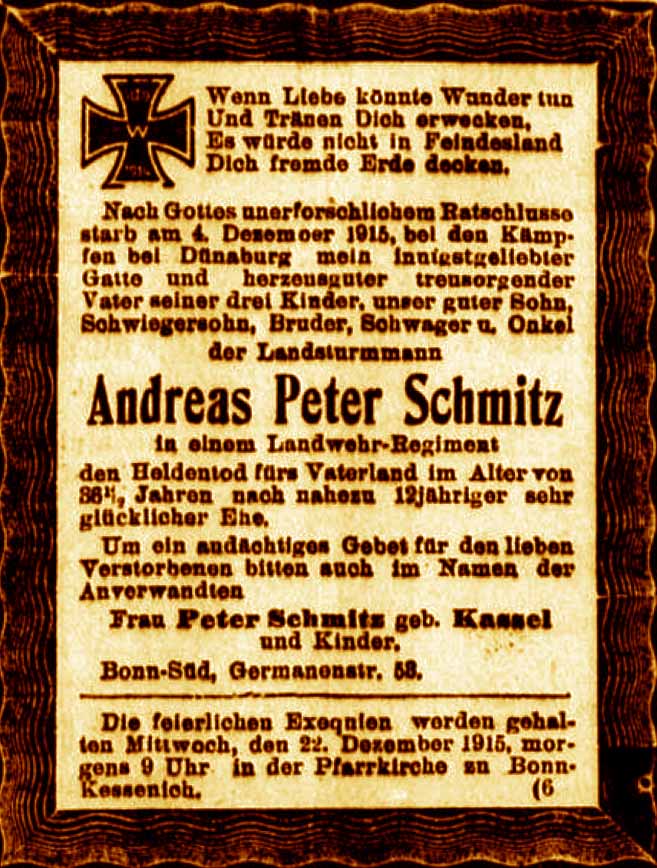 Wenn Liebe könnte Wunder tun
Und Tränen Dich erwecken,
Es würde nicht in Feindesland
Dich fremde Erde decken.
W
Nach Gottes unerforschlichem Ratschlusse
starb am 4. Dezember 1915, bei den Kämp-
fen bei Dünaburg mein innigstgeliebter
Gatte und herzensguter treusorgender
Vater seiner drei Kinder, unser guter Sohn,
Schwiegersohn, Bruder, Schwager u. Onkel
der Landsturmmann
Andreas Peter Schmitz
in einem Landwehr-Regiment
den Heldentod fürs Vaterland im Alter von
Jahren nach nahezu 12jähriger sehr
glücklicher Ehe.
Um ein andächtiges Gebet für den lieben
Verstorbenen bitten auch im Namen der
Anverwandten
Frau Peter Schmitz geb. Kassel
und Kinder.
Bonn-Süd, Germanenstr. 58.
Die feierlichen Exequien werden gehal-
ten Mittwoch, den 22. Dezember 1915, mor-
gens 9 Uhr in der Pfarrkirche zu Bonn-
Kessenich. (6